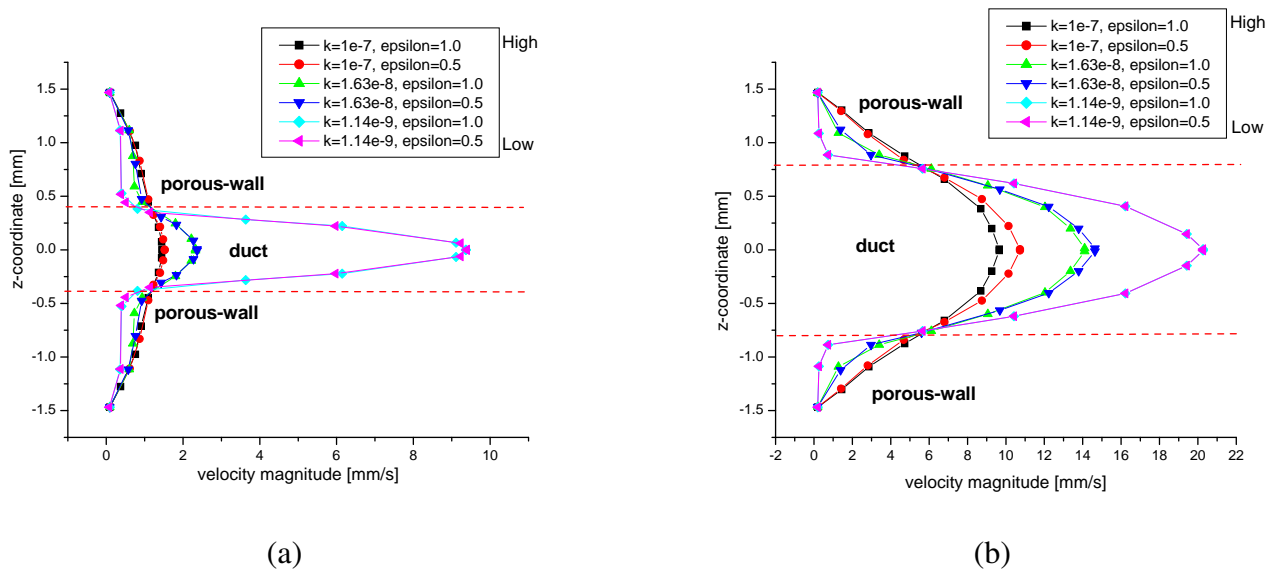 k=1e-7, epsilon=1.0
k=1e-7, epsilon=0.5
k=1.63e-8, epsilon=1.0
k=1.63e-8, epsilon=0.5
k=1.14e-9, epsilon=1.0
k=1.14e-9, epsilon=0.5
High
Low
1.5
1.0
0.5
0.0
-0.5
-1.0
-1.5
z-coordinate [mm]
porous-wall
duct
porous-wall
0 2 4 6 8 10
velocity magnitude [mm/s]
(a)
k=1e-7, epsilon=1.0
k=1e-7, epsilon=0.5
k=1.63e-8, epsilon=1.0
k=1.63e-8, epsilon=0.5
k=1.14e-9, epsilon=1.0
k=1.14e-9, epsilon=0.5
High
Low
1.5
1.0
0.5
0.0
-0.5
-1.0
-1.5
z-coordinate [mm]
porous-wall
duct
porous-wall
-2 0 2 4 6 8 10 12 14 16 18 20 22
velocity magnitude [mm/s]
(b)